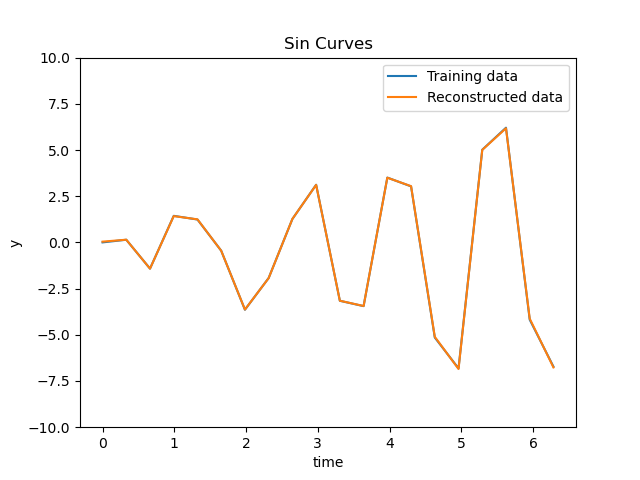 Sin Curves
Training data
Reconstructed data
10.0
7.5
5.0
2.5
0.0
−2.5
−5.0
−7.5
−10.0
y
0 1 2 3 4 5 6
time